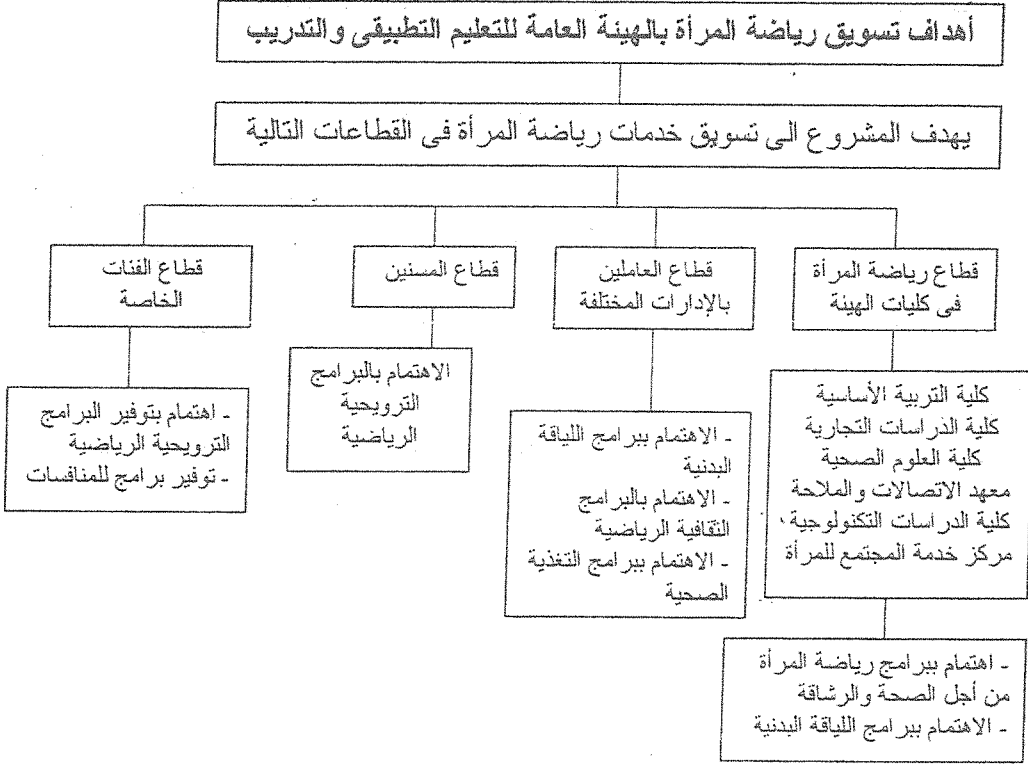 أهداف تسويق رياضة المرأة بالهيئة العامة للتعليم التطبيقى والتدريب
يهدف المشروع الى تسويق خدمات رياضة المرأة فى القطاعات التالية
قطاع رياضة المرأة
فى كليات الهيئة
كلية التربية الأساسية
كلية الدراسات التجارية
كلية العلوم الصحية
معهد الاتصالات والملاحة
كلية الدراسات التكنولوجية
مركز خدمة المجتمع للمرأة
- اهتمام ببرامج رياضة المرأة
من أجل الصحة والرشاقة
- الاهتمام ببرامج اللياقة البدنية
قطاع العاملين
بالإدارات المختلفة
- الاهتمام ببرامج اللياقة
البدنية
- الاهتمام بالبرامج
الثقافية الرياضية
- الاهتمام ببرامج التغذية
الصحية
قطاع المسنين
الاهتمام بالبرامج
الترويحية
الرياضية
قطاع الفئات
الخاصة
- اهتمام بتوفير البرامج
الترويحية الرياضية
- توفير برامج للمنافسات